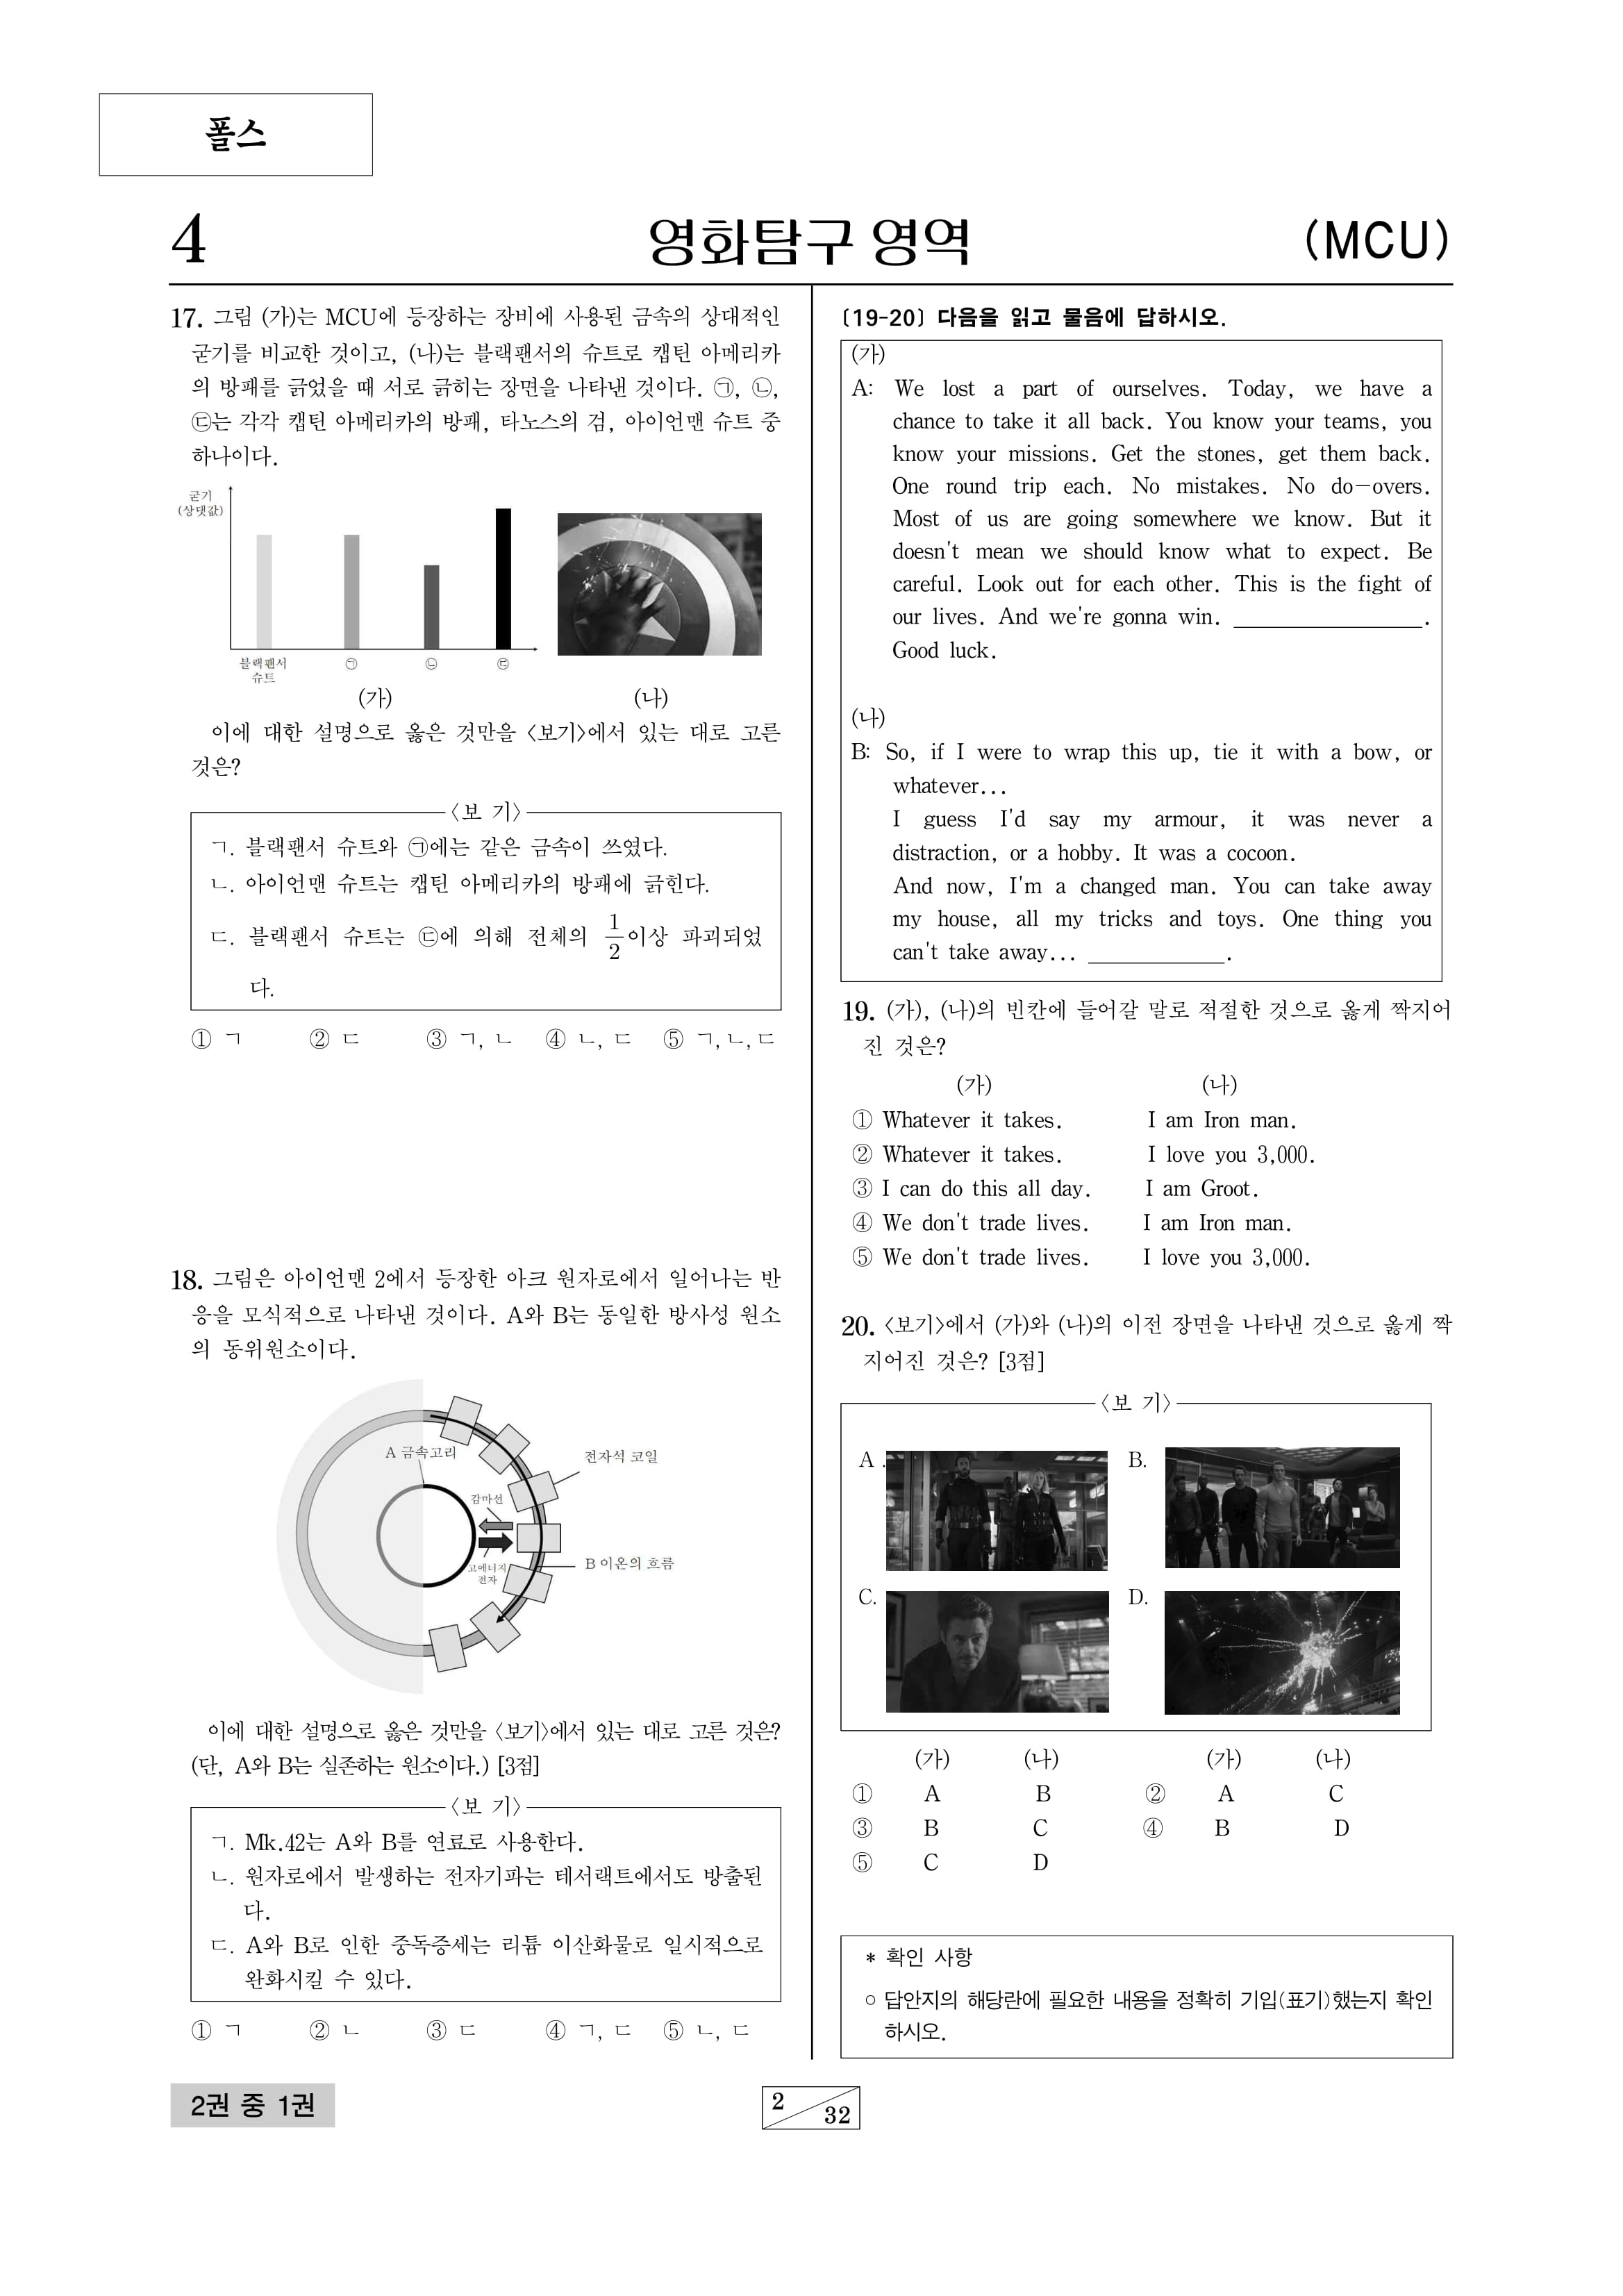 폴스
4
영화탐구 영역
(MCU)
17. 그림 (가)는 MCU에 등장하는 장비에 사용된 금속의 상대적인
굳기를 비교한 것이고, (나)는 블랙팬서의 슈트로 캡틴 아메리카
의 방패를 긁었을 때 서로 긁히는 장면을 나타낸 것이다. ㉠, ㉡,
㉢는 각각 캡틴 아메리카의 방패, 타노스의 검, 아이언맨 슈트 중
하나이다.
굳기
(상댓값)
블랙팬서
슈트
㉠
㉡
㉢
(가)
(나)
이에 대한 설명으로 옳은 것만을 <보기>에서 있는 대로 고른
것은?
<보 기>
ㄱ. 블랙팬서 슈트와 ㉠에는 같은 금속이 쓰였다.
ㄴ. 아이언맨 슈트는 캡틴 아메리카의 방패에 긁힌다.
ㄷ. 블랙팬서 슈트는 ㉢에 의해 전체의 1/2이상 파괴되었
다.
① ㄱ ② ㄷ ③ ㄱ, ㄴ ④ ㄴ, ㄷ ⑤ ㄱ, ㄴ, ㄷ
18. 그림은 아이언맨 2에서 등장한 아크 원자로에서 일어나는 반
응을 모식적으로 나타낸 것이다. A와 B는 동일한 방사성 원소
의 동위원소이다.
A 금속고리
전자석 코일
감마선
고에너지
전자
B 이온의 흐름
이에 대한 설명으로 옳은 것만을 <보기>에서 있는 대로 고른 것은?
(단, A와 B는 실존하는 원소이다.) [3점]
<보 기>
ㄱ. Mk.42는 A와 B를 연료로 사용한다.
ㄴ. 원자로에서 발생하는 전자기파는 테서랙트에서도 방출된
다.
ㄷ. A와 B로 인한 중독증세는 리튬 이산화물로 일시적으로
완화시킬 수 있다.
① ㄱ ② ㄴ ③ ㄷ ④ ㄱ, ㄷ ⑤ ㄴ, ㄷ
[19-20] 다음을 읽고 물음에 답하시오.
(가)
A: We lost a part of ourselves. Today, we have a
chance to take it all back. You know your teams, you
know your missions. Get the stones, get them back.
One round trip each. No mistakes. No do-overs.
Most of us are going somewhere we know. But it
doesn't mean we should know what to expect. Be
careful. Look out for each other. This is the fight of
our lives. And we're gonna win. ________________.
Good luck.
(나)
B: So, if I were to wrap this up, tie it with a bow, or
whatever...
I guess I'd say my armour, it was never a
distraction, or a hobby. It was a cocoon.
And now, I'm a changed man. You can take away
my house, all my tricks and toys. One thing you
can't take away... ____________.
19. (가), (나)의 빈칸에 들어갈 말로 적절한 것으로 옳게 짝지어
진 것은?
(가) (나)
① Whatever it takes. I am Iron man.
② Whatever it takes. I love you 3,000.
③ I can do this all day. I am Groot.
④ We don't trade lives. I am Iron man.
⑤ We don't trade lives. I love you 3,000.
20. <보기>에서 (가)와 (나)의 이전 장면을 나타낸 것으로 옳게 짝
지어진 것은? [3점]
<보 기>
A .
B.
C.
D.
(가) (나) (가) (나)
① A B ② A C
③ B C ④ B D
⑤ C D
* 확인 사항
○ 답안지의 해당란에 필요한 내용을 정확히 기입(표기)했는지 확인
하시오.
2권 중 1권
2
32